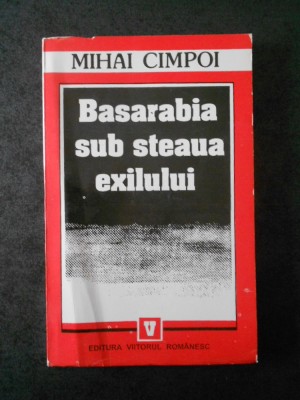 MIHAI CIMPOI
Basarabia
sub steaua
exilului
V
EDITURA VIITORUL ROMÂNESC